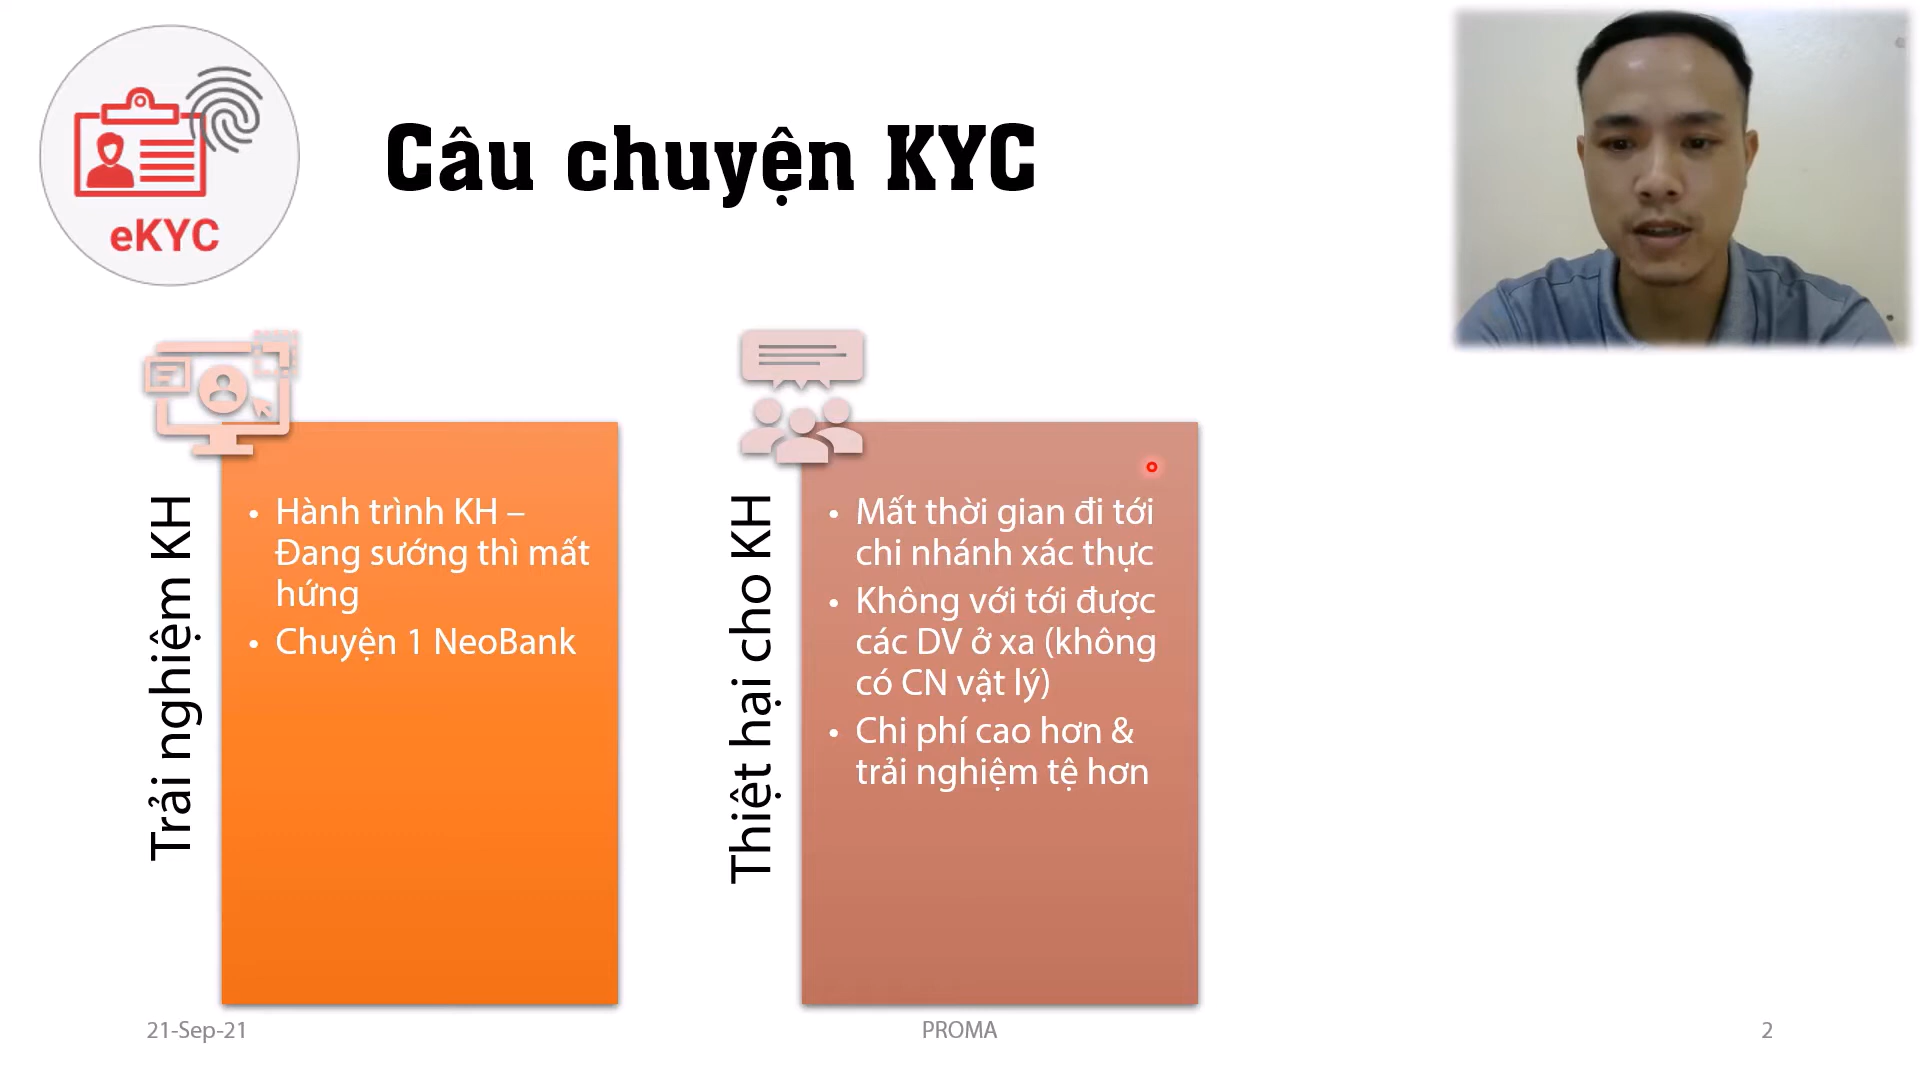 eKYC
Câu chuyện KYC
Trải nghiệm KH
• Hành trình KH –
Đang sướng thì mất
hứng
• Chuyện 1 NeoBank
Thiệt hại cho KH
• Mất thời gian đi tới
chi nhánh xác thực
• Không với tới được
các DV ở xa (không
có CN vật lý)
• Chi phí cao hơn &
trải nghiệm tệ hơn
21-Sep-21
PROMA
2